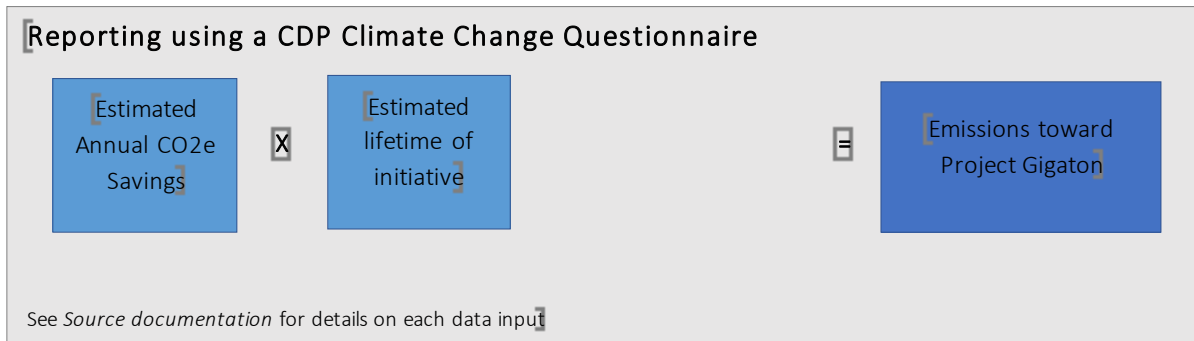 Reporting using a CDP Climate Change Questionnaire
Estimated
Annual CO2e
Savings
X
Estimated
lifetime of
initiative
=
Emissions toward
Project Gigaton
See Source documentation for details on each data input